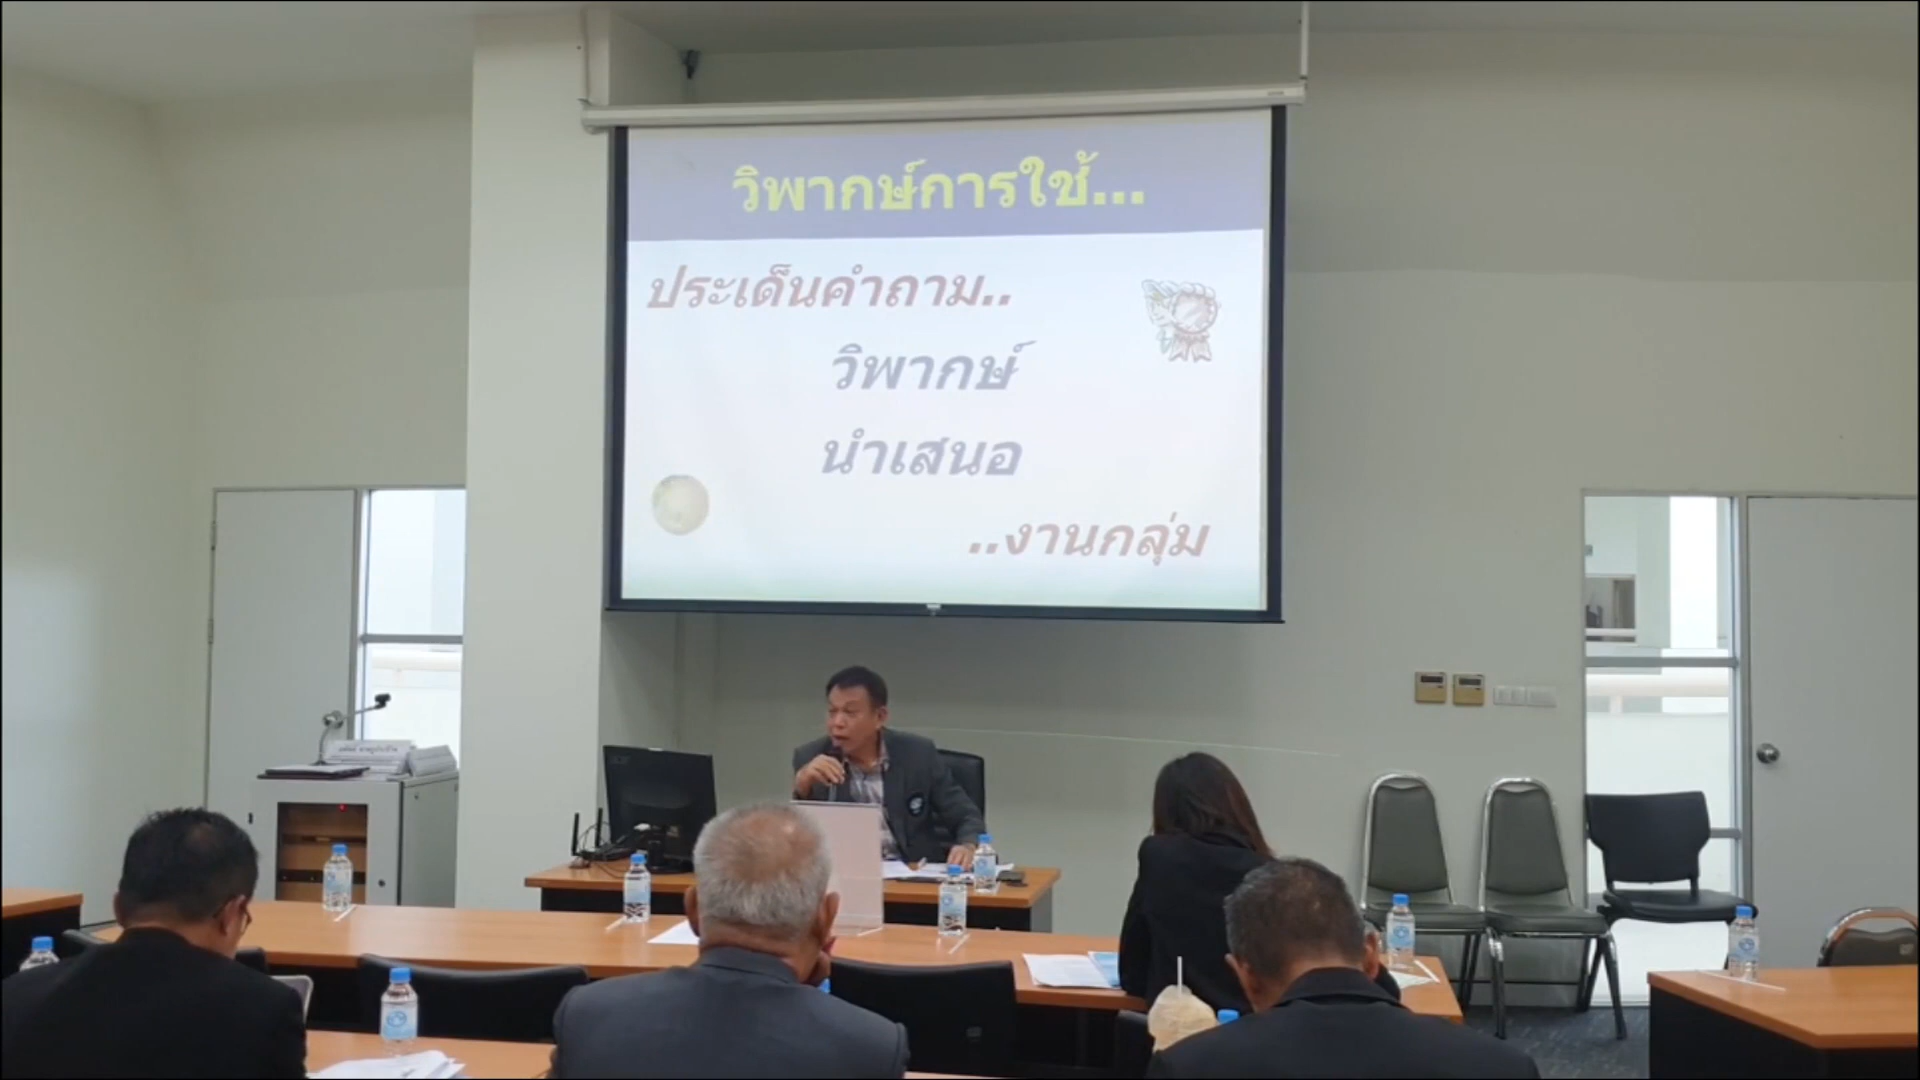 วิพากษ์การใช้...
ประเด็นคำถาม..
วิพากษ์
นำเสนอ
..งานกลุ่ม